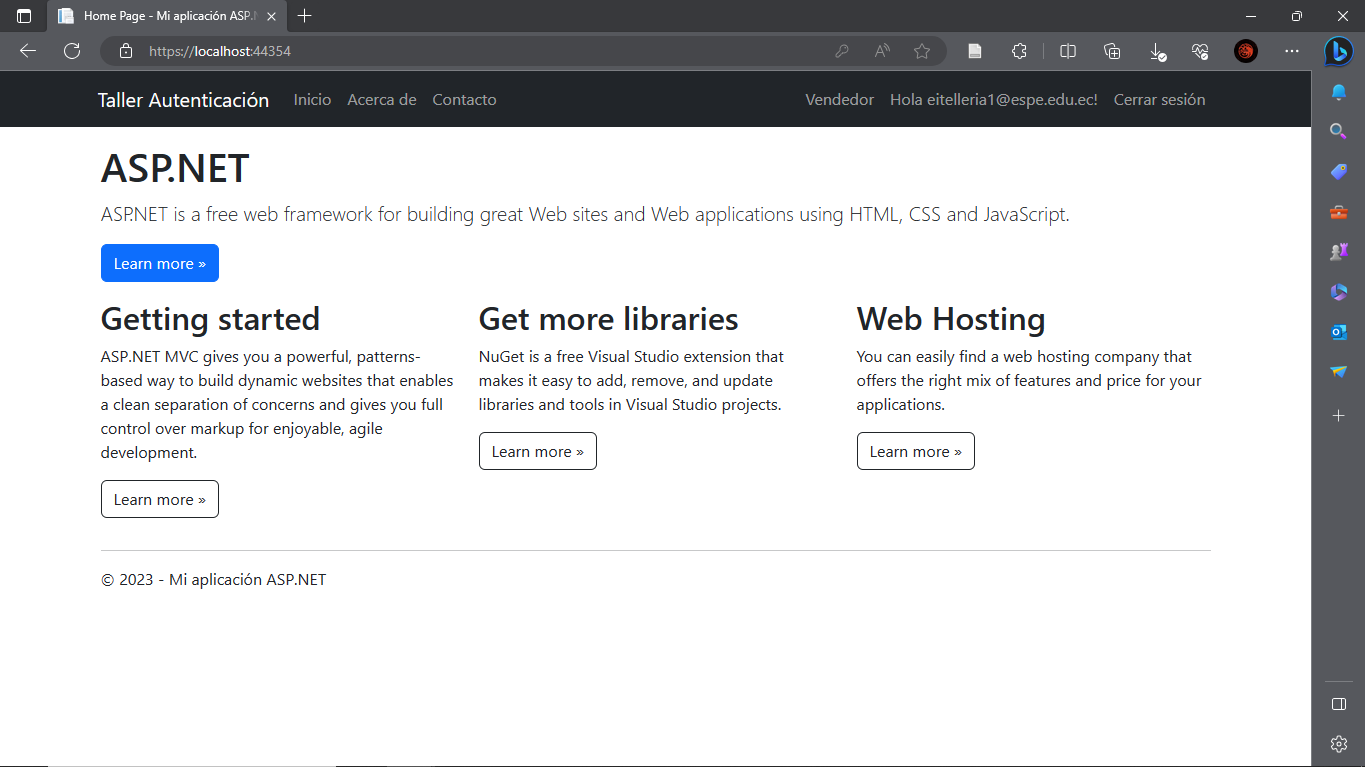 Home Page - Mi aplicación ASP.N
https://localhost:44354
Taller Autenticación Inicio Acerca de Contacto Vendedor Hola eitelleria1@espe.edu.ec! Cerrar sesión
ASP.NET
ASP.NET is a free web framework for building great Web sites and Web applications using HTML, CSS and JavaScript.
Learn more »
Getting started
ASP.NET MVC gives you a powerful, patterns-
based way to build dynamic websites that enables
a clean separation of concerns and gives you full
control over markup for enjoyable, agile
development.
Learn more »
Get more libraries
NuGet is a free Visual Studio extension that
makes it easy to add, remove, and update
libraries and tools in Visual Studio projects.
Learn more »
Web Hosting
You can easily find a web hosting company that
offers the right mix of features and price for your
applications.
Learn more »
© 2023 - Mi aplicación ASP.NET